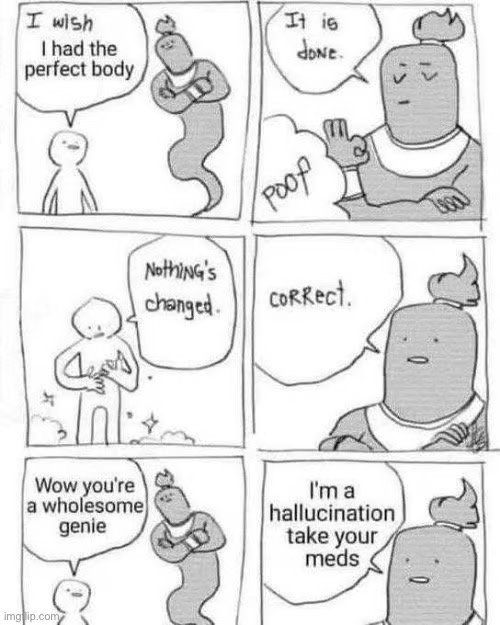 I wish
I had the
perfect body
It is
done.
POOF
NothiNG's
changed.
CORRect.
Wow you're
a wholesome
genie
I'm a
hallucination
take your
meds
imgflip.com